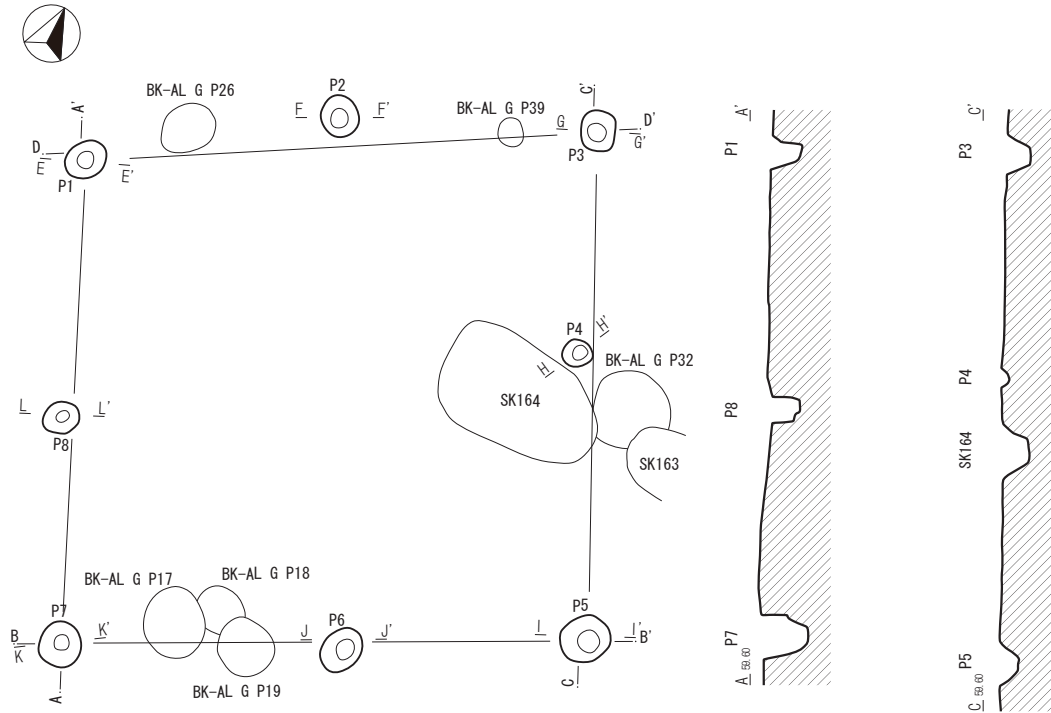 BK-AL G P26
P2
F
F'
BK-AL G P39
C'
G
D'
G'
P3
A'
D
E
E'
P1
P4
H'
H
BK-AL G P32
SK164
SK163
L
L'
P8
BK-AL G P17
BK-AL G P18
P7
B
K
K'
P6
J
J'
P5
I
I'
B'
A
BK-AL G P19
C
A'
P1
P8
P7
A 59.60
C'
P3
P4
SK164
P5
C 59.60